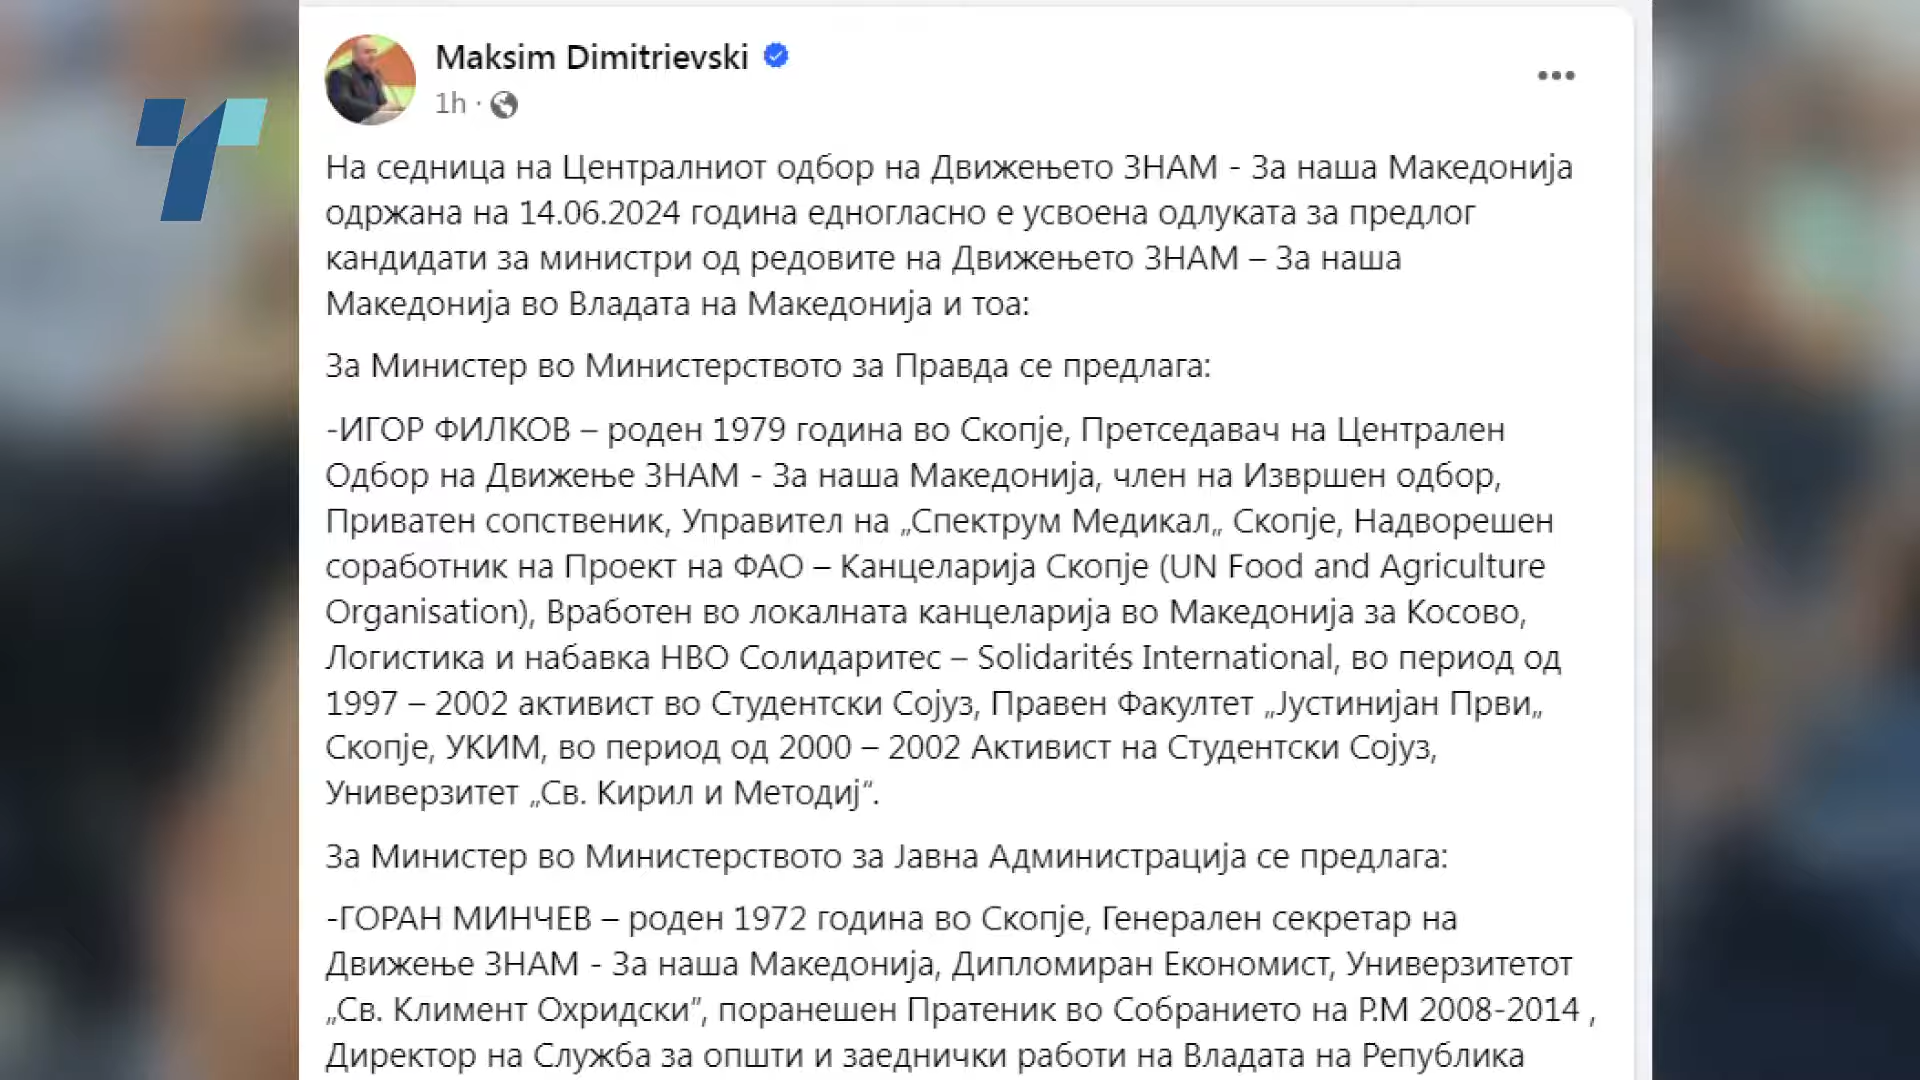 Maksim Dimitrievski
1h ·
На седница на Централниот одбор на Движењето ЗНАМ - За наша Македонија
одржана на 14.06.2024 година едногласно е усвоена одлуката за предлог
кандидати за министри од редовите на Движењето ЗНАМ – За наша
Македонија во Владата на Македонија и тоа:
За Министер во Министерството за Правда се предлага:
-ИГОР ФИЛКОВ – роден 1979 година во Скопје, Претседавач на Централен
Одбор на Движење ЗНАМ - За наша Македонија, член на Извршен одбор,
Приватен сопственик, Управител на „Спектрум Медикал„ Скопје, Надворешен
соработник на Проект на ФАО – Канцеларија Скопје (UN Food and Agriculture
Organisation), Вработен во локалната канцеларија во Македонија за Косово,
Логистика и набавка НВО Солидаритес – Solidarités International, во период од
1997 – 2002 активист во Студентски Сојуз, Правен Факултет „Јустинијан Први„
Скопје, УКИМ, во период од 2000 – 2002 Активист на Студентски Сојуз,
Универзитет „Св. Кирил и Методиј“.
За Министер во Министерството за Јавна Администрација се предлага:
-ГОРАН МИНЧЕВ – роден 1972 година во Скопје, Генерален секретар на
Движење ЗНАМ - За наша Македонија, Дипломиран Економист, Универзитетот
„Св. Климент Охридски”, поранешен Пратеник во Собранието на Р.М 2008-2014 ,
Директор на Служба за општи и заеднички работи на Владата на Република